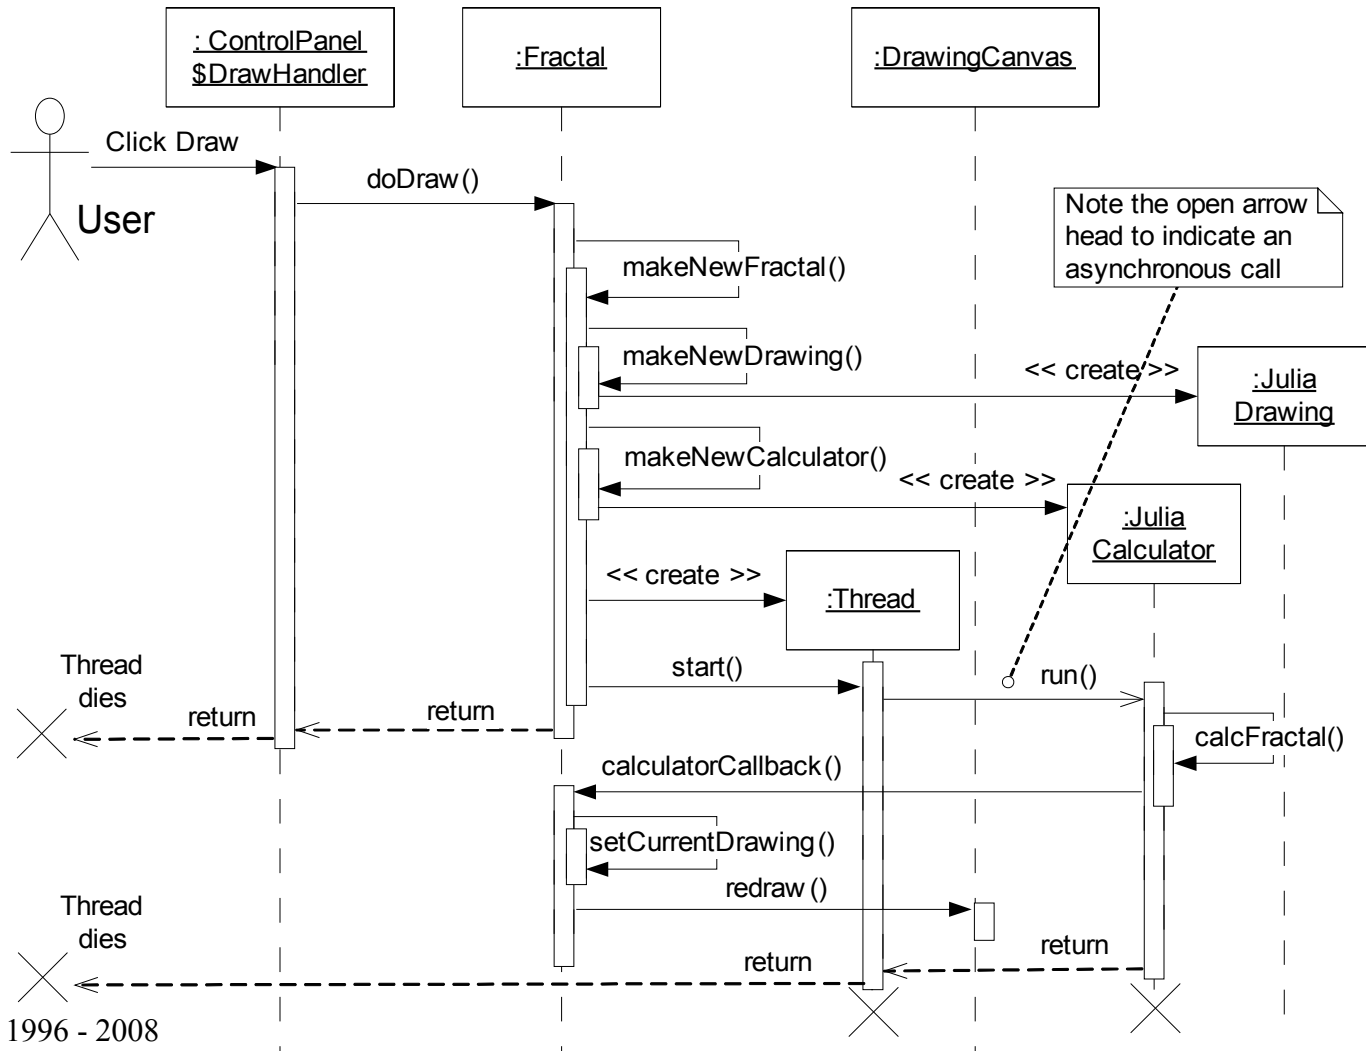 : ControlPanel
$DrawHandler
:Fractal
:DrawingCanvas
Click Draw
User
doDraw()
Note the open arrow
head to indicate an
asynchronous call
makeNewFractal()
makeNewDrawing()
<< create >>
:Julia
Drawing
makeNewCalculator()
<< create >>
:Julia
Calculator
<< create >>
:Thread
start()
run()
Thread
dies
return
return
calcFractal()
calculatorCallback()
setCurrentDrawing()
redraw()
Thread
dies
return
return
1996 - 2008